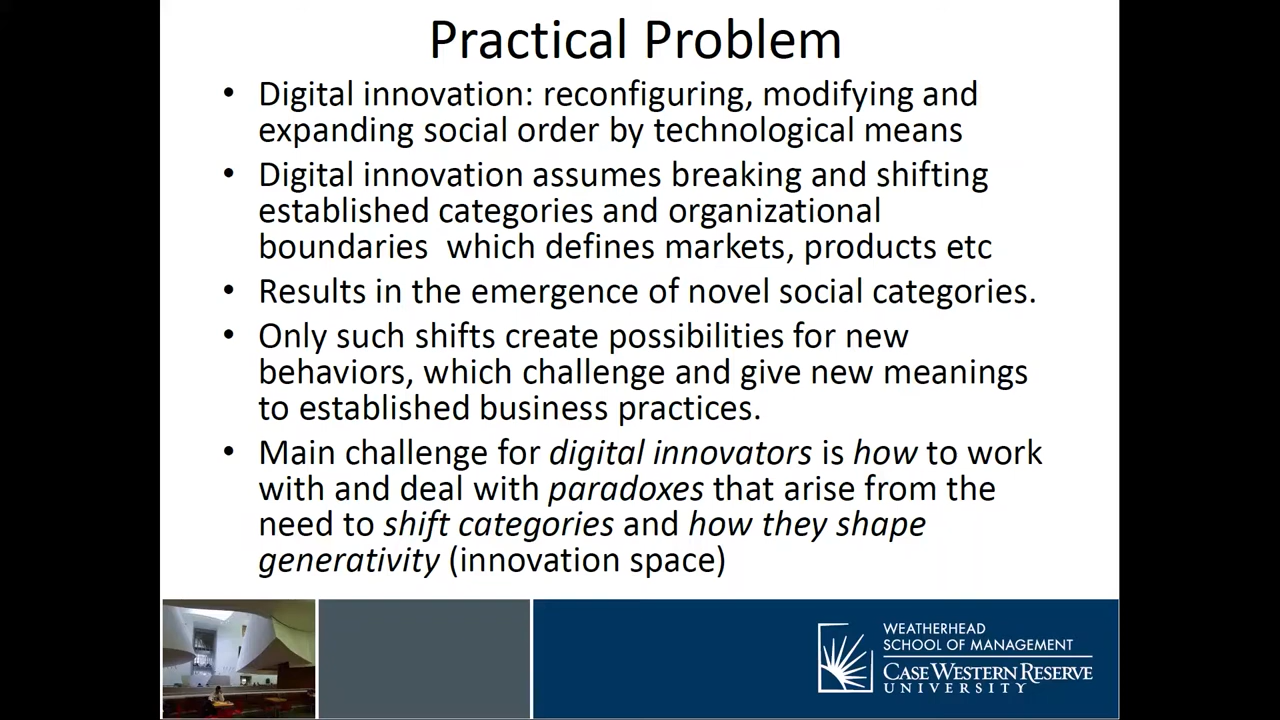 Practical Problem
• Digital innovation: reconfiguring, modifying and
expanding social order by technological means
• Digital innovation assumes breaking and shifting
established categories and organizational
boundaries  which defines markets, products etc
• Results in the emergence of novel social categories.
• Only such shifts create possibilities for new
behaviors, which challenge and give new meanings
to established business practices.
• Main challenge for digital innovators is how to work
with and deal with paradoxes that arise from the
need to shift categories and how they shape
generativity (innovation space)
WEATHERHEAD
SCHOOL OF MANAGEMENT
CASE WESTERN RESERVE
UNIVERSITY